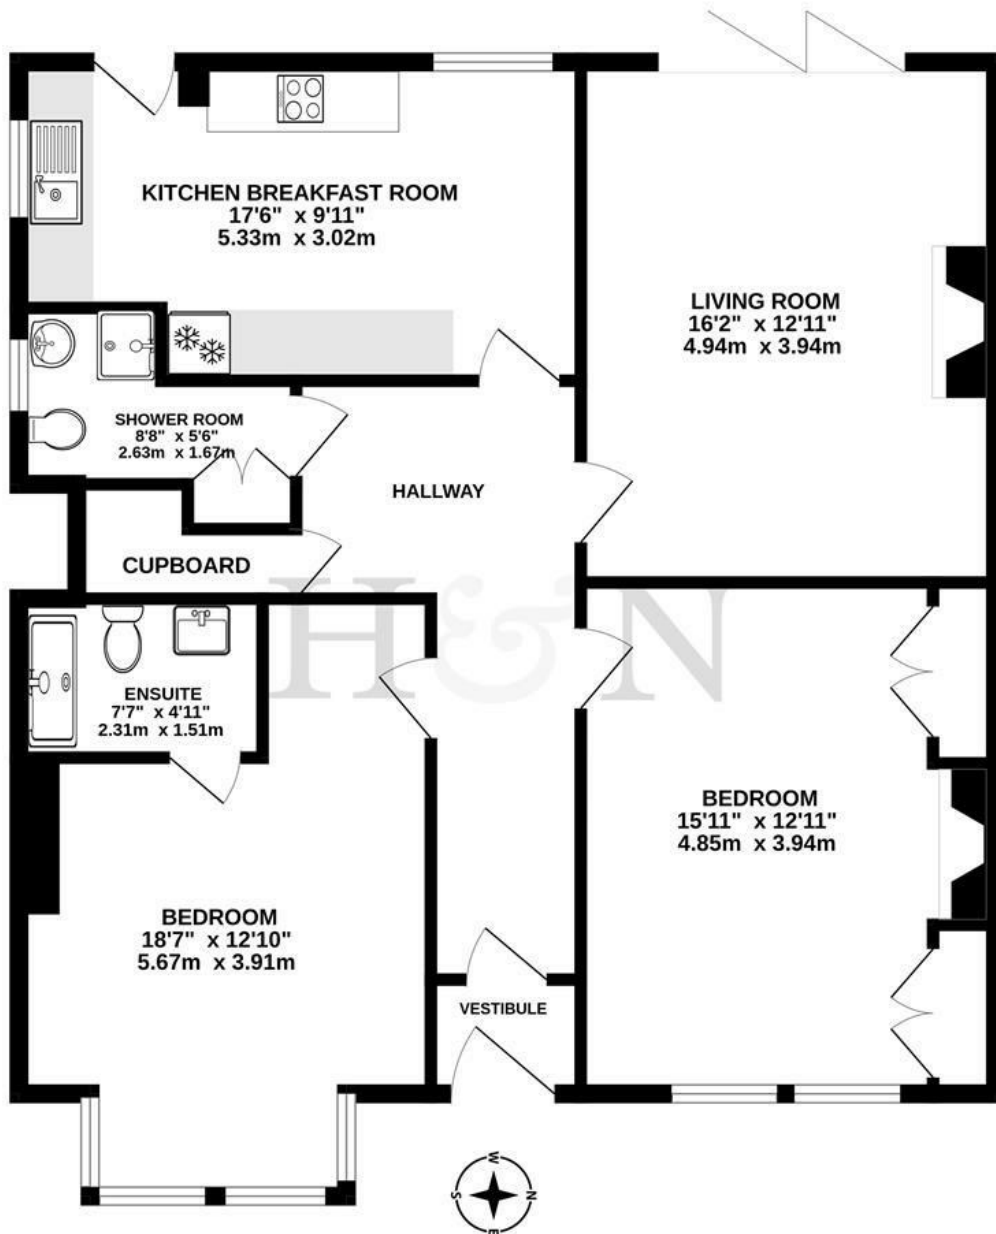 KITCHEN BREAKFAST ROOM
17'6" x 9'11"
5.33m x 3.02m
LIVING ROOM
16'2" x 12'11"
4.94m x 3.94m
SHOWER ROOM
8'8" x 5'6"
2.63m x 1.67m
HALLWAY
CUPBOARD
H&N
ENSUITE
7'7" x 4'11"
2.31m x 1.51m
BEDROOM
15'11" x 12'11"
4.85m x 3.94m
BEDROOM
18'7" x 12'10"
5.67m x 3.91m
VESTIBULE
W
S
N
E